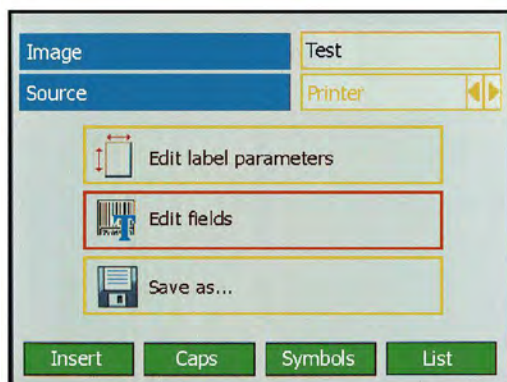 Image Test
Source Printer
Edit label parameters
Edit fields
Save as...
Insert Caps Symbols List